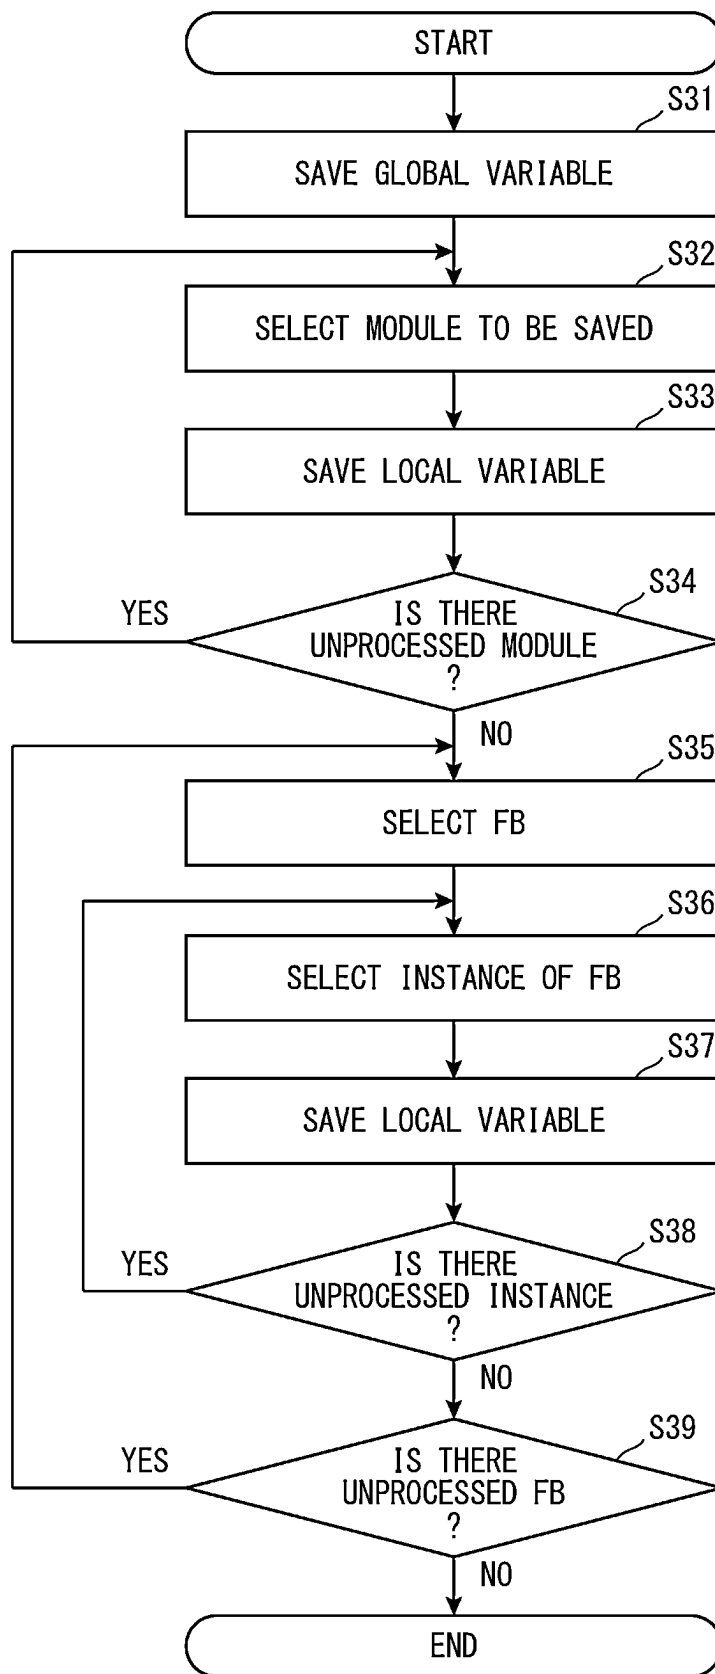 START
S31
SAVE GLOBAL VARIABLE
S32
SELECT MODULE TO BE SAVED
S33
SAVE LOCAL VARIABLE
S34
YES
IS THERE
UNPROCESSED MODULE
?
NO
S35
SELECT FB
S36
SELECT INSTANCE OF FB
S37
SAVE LOCAL VARIABLE
S38
YES
IS THERE
UNPROCESSED INSTANCE
?
NO
S39
YES
IS THERE
UNPROCESSED FB
?
NO
END